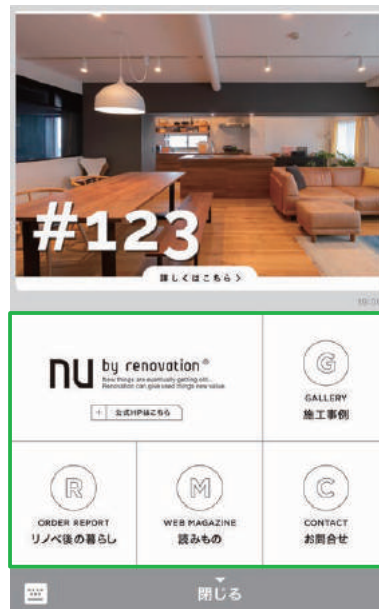 #123
詳しくはこちら >
nu by renovation®
New things are eventually getting old...
Renovation can give used things new value.
+ 公式HPはこちら
G
GALLERY
施工事例
R
ORDER REPORT
リノベ後の暮らし
M
WEB MAGAZINE
読みもの
C
CONTACT
お問合せ
閉じる